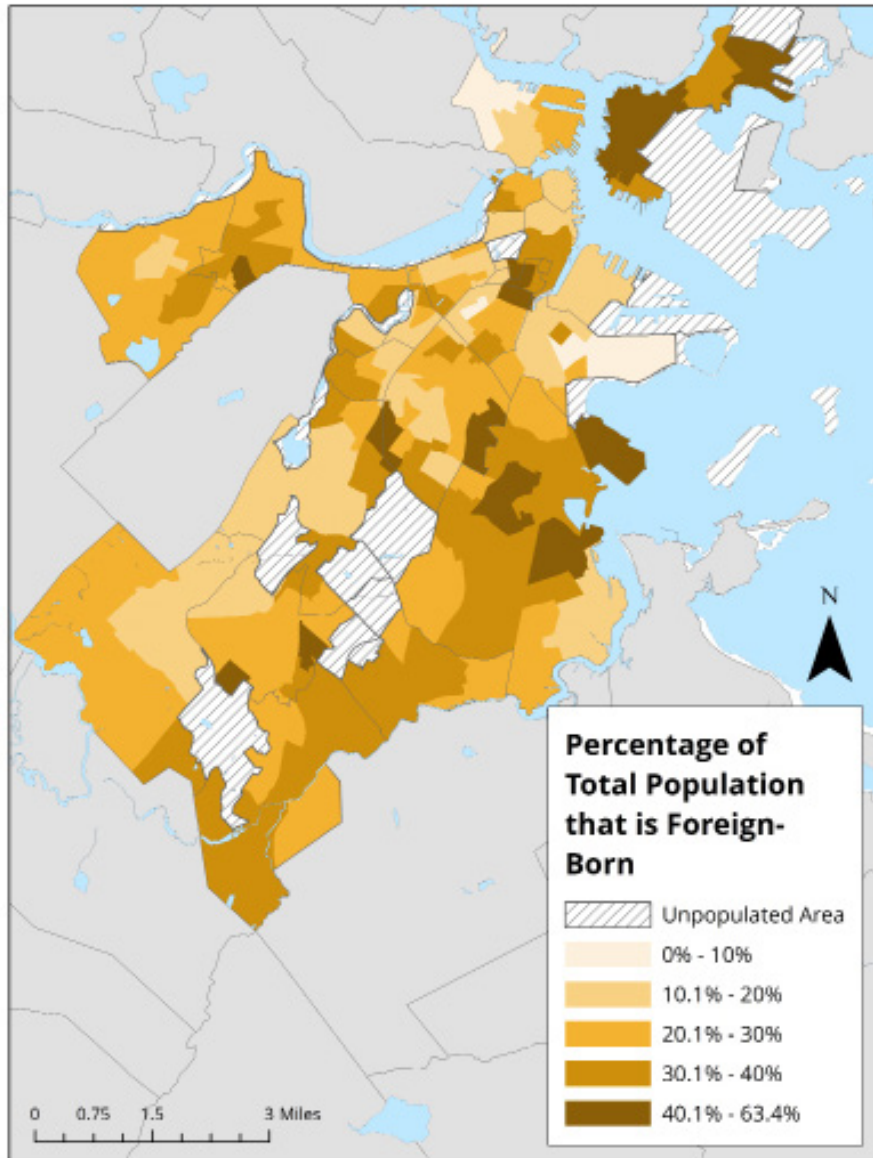 N
Percentage of
Total Population
that is Foreign-
Born
Unpopulated Area
0% - 10%
10.1% - 20%
20.1% - 30%
30.1% - 40%
40.1% - 63.4%
0 0.75 1.5 3 Miles